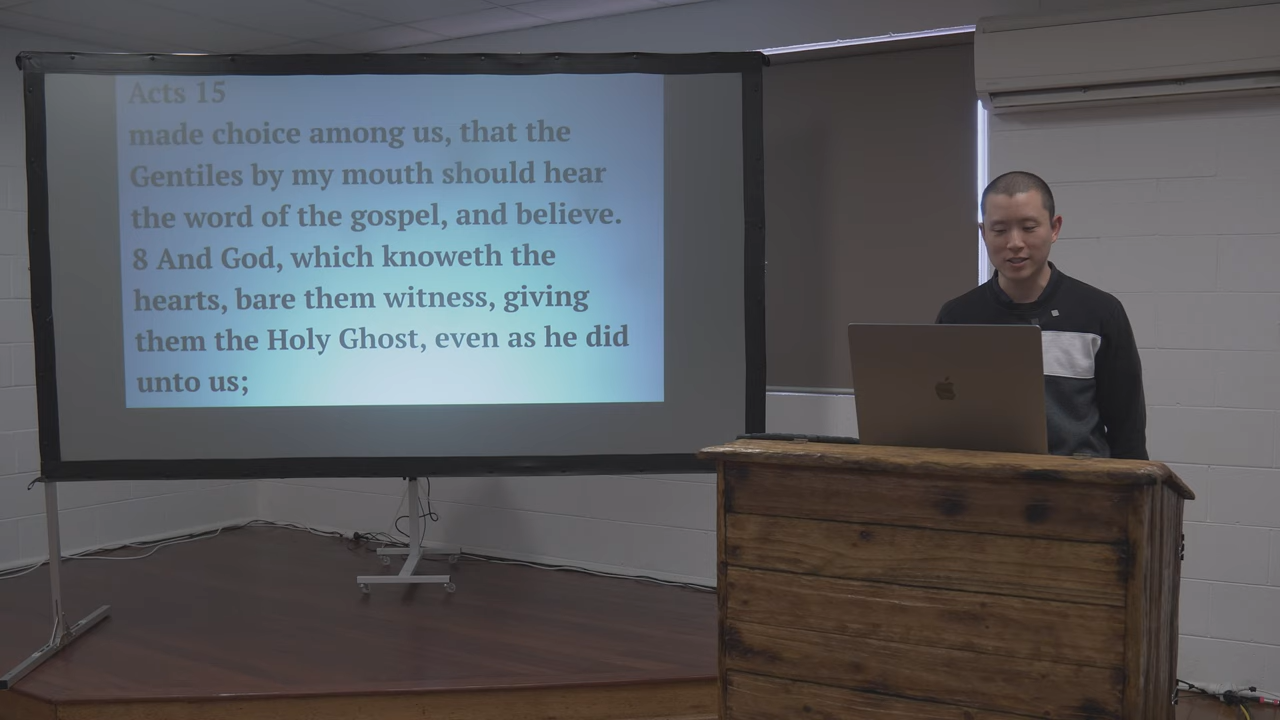 Acts 15
made choice among us, that the
Gentiles by my mouth should hear
the word of the gospel, and believe.
8 And God, which knoweth the
hearts, bare them witness, giving
them the Holy Ghost, even as he did
unto us;